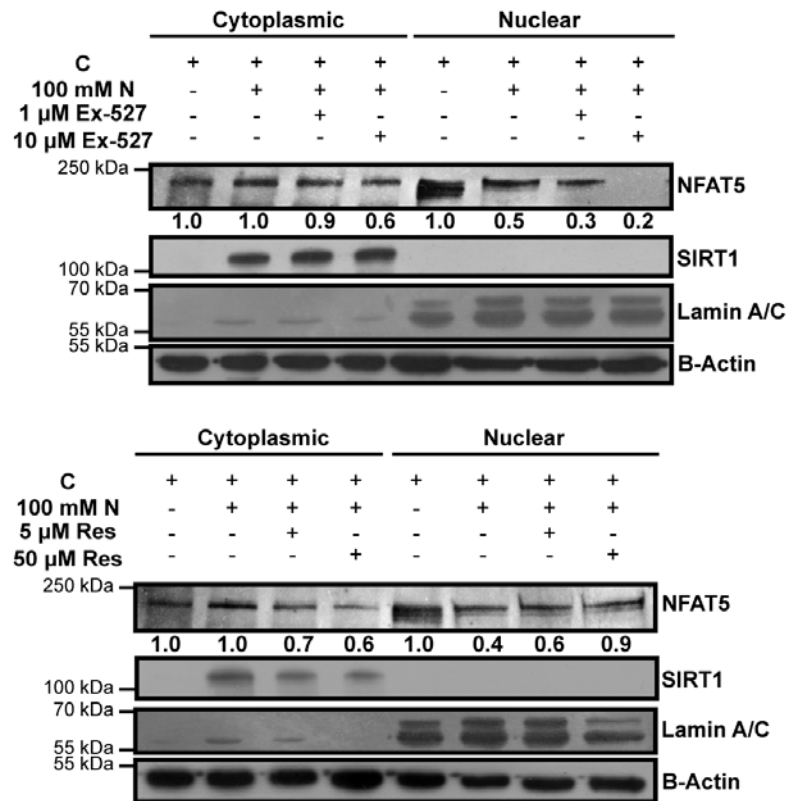 Cytoplasmic Nuclear
C + + + + + + + +
100 mM N - + + + - + + +
1 µM Ex-527 - - + - - - + -
10 µM Ex-527 - - - + - - - +
250 kDa NFAT5
1.0 1.0 0.9 0.6 1.0 0.5 0.3 0.2
SIRT1
100 kDa
70 kDa
Lamin A/C
55 kDa
55 kDa
B-Actin
Cytoplasmic Nuclear
C + + + + + + + +
100 mM N - + + + - + + +
5 µM Res - - + - - - + -
50 µM Res - - - + - - - +
250 kDa
NFAT5
1.0 1.0 0.7 0.6 1.0 0.4 0.6 0.9
SIRT1
100 kDa
70 kDa
Lamin A/C
55 kDa
55 kDa
B-Actin